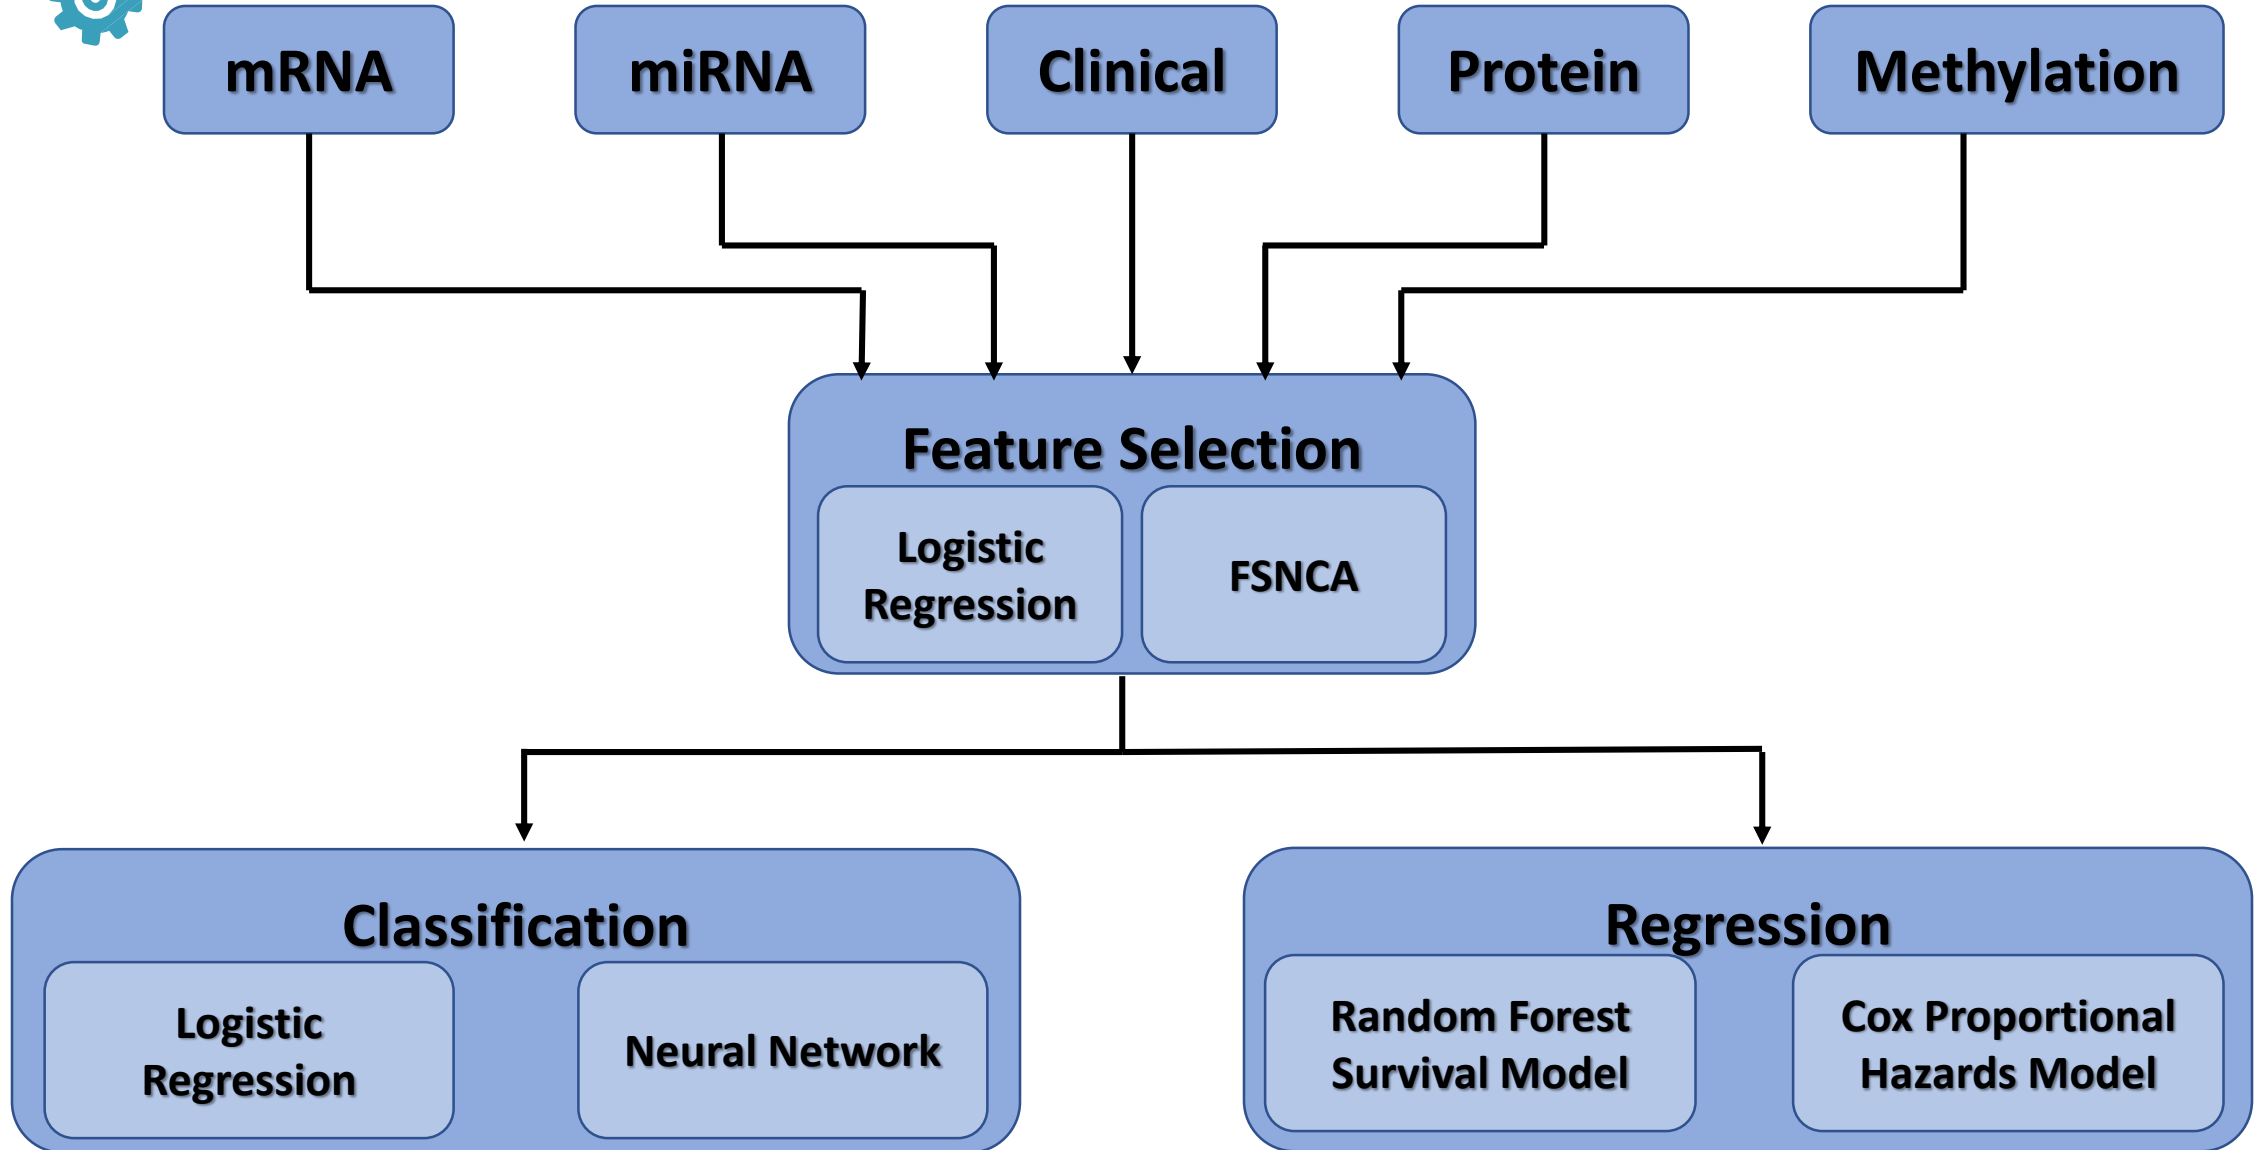 mRNA
miRNA
Clinical
Protein
Methylation
Feature Selection
Logistic
Regression
FSNCA
Classification
Logistic
Regression
Neural Network
Regression
Random Forest
Survival Model
Cox Proportional
Hazards Model